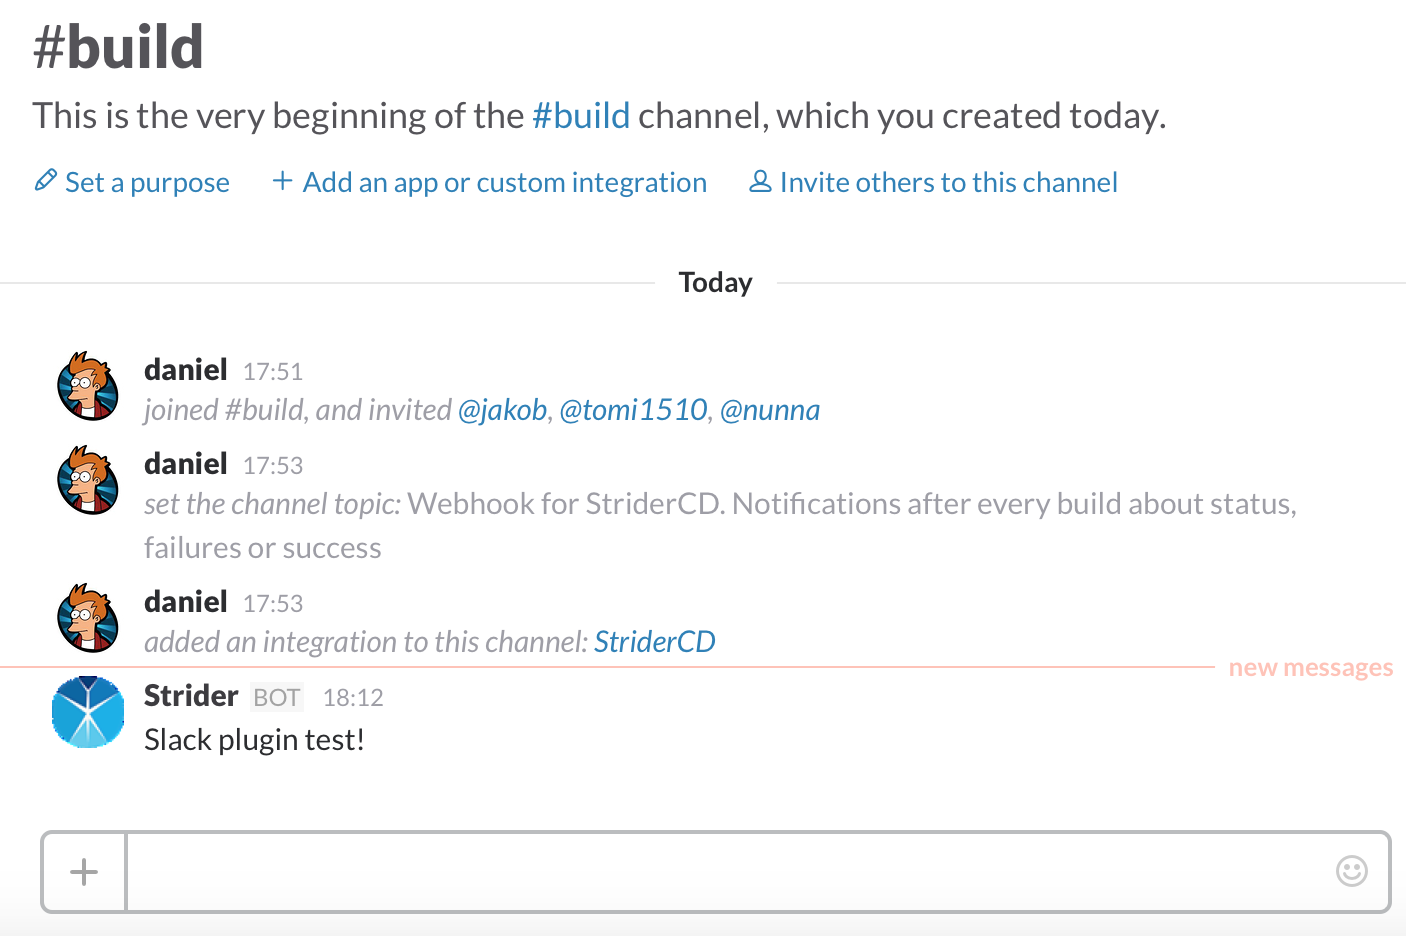 #build
This is the very beginning of the #build channel, which you created today.
Set a purpose + Add an app or custom integration Invite others to this channel
Today
daniel 17:51
joined #build, and invited @jakob, @tomi1510, @nunna
daniel 17:53
set the channel topic: Webhook for StriderCD. Notifications after every build about status,
failures or success
daniel 17:53
added an integration to this channel: StriderCD
new messages
Strider BOT 18:12
Slack plugin test!